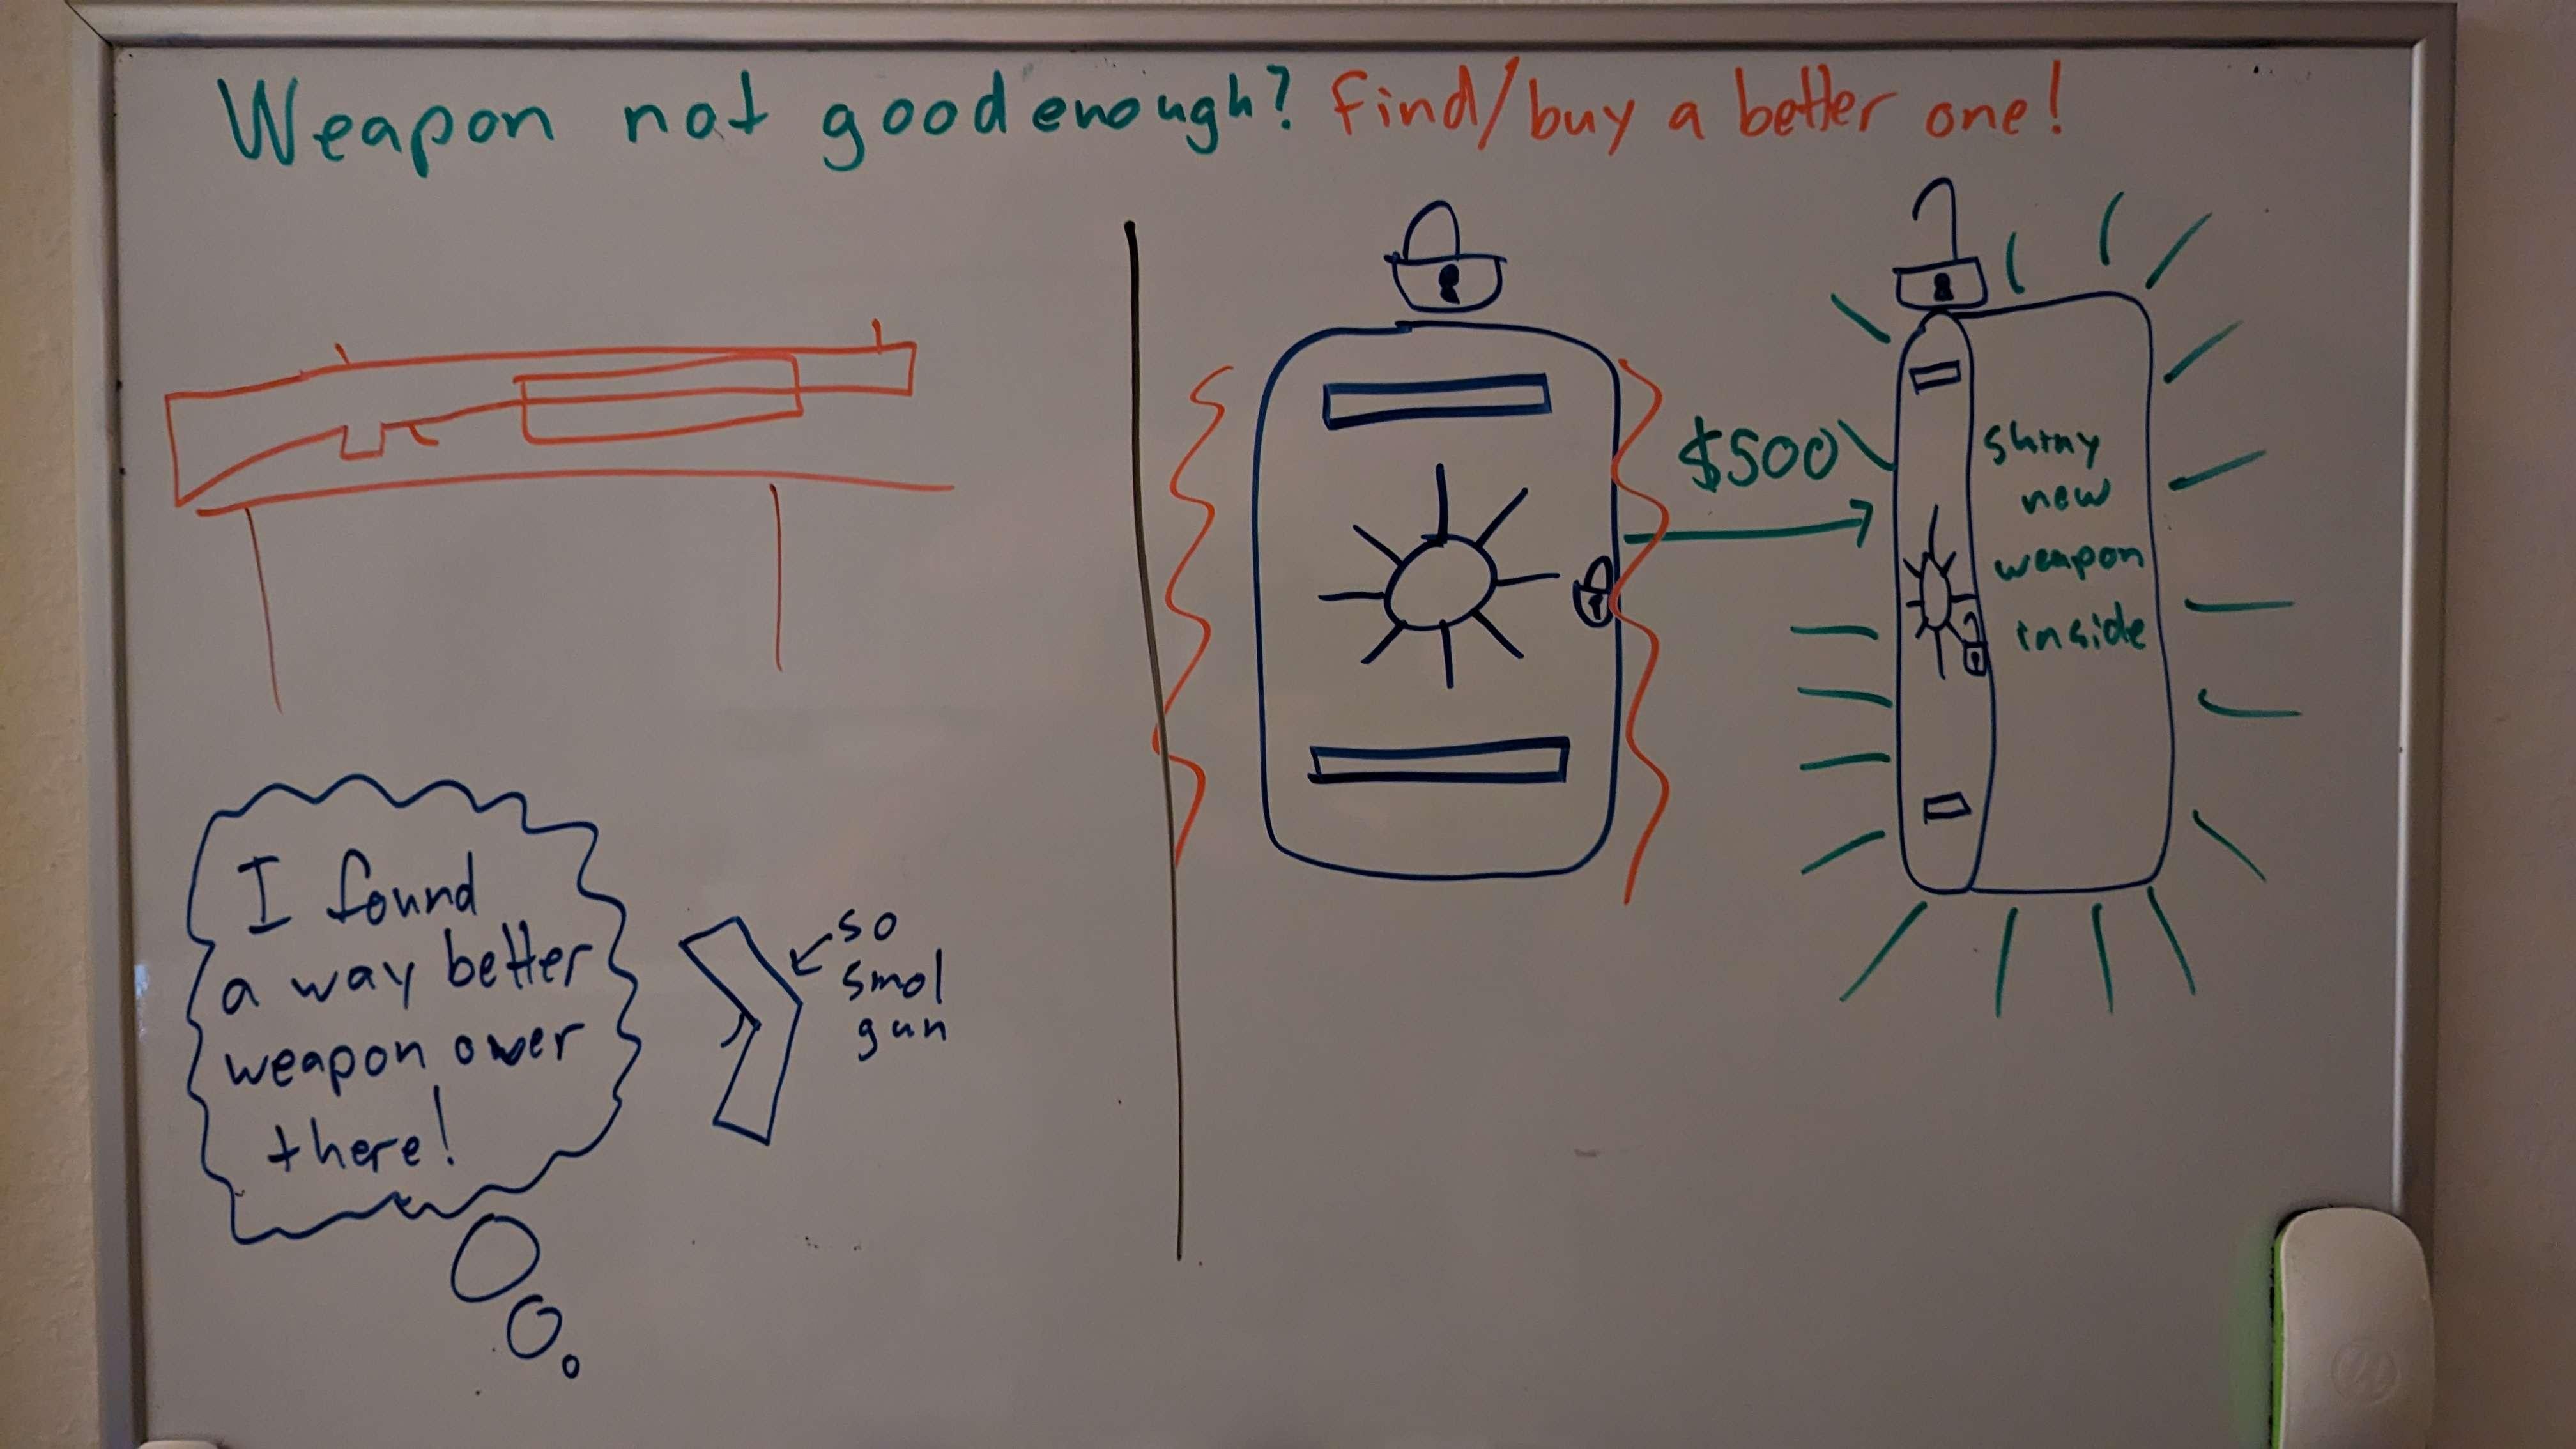 Weapon not good enough? find/buy a better one!
I found
a way better
weapon over
there!
so
smol
gun
$500
shiny
new
weapon
inside